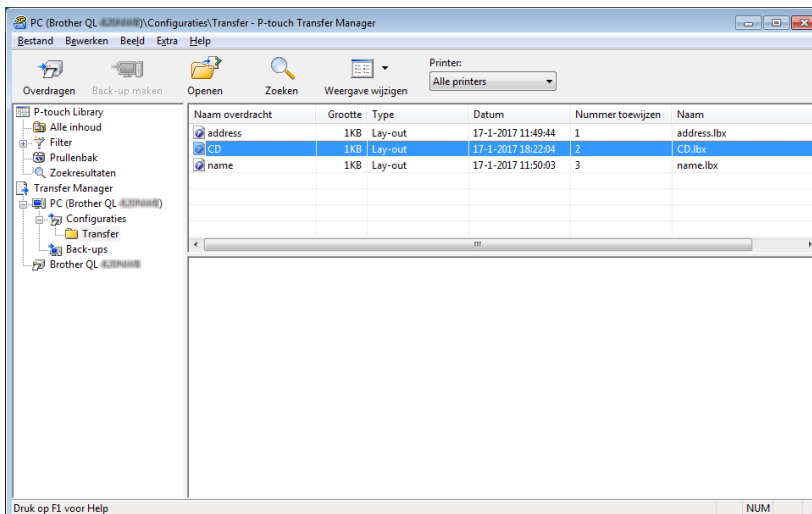 PC (Brother QL )\Configuraties\Transfer - P-touch Transfer Manager
Bestand Bewerken Beeld Extra Help
Overdragen Back-up maken Openen Zoeken Weergave wijzigen
Printer:
Alle printers
P-touch Library
Alle inhoud
Filter
Prullenbak
Zoekresultaten
Transfer Manager
PC (Brother QL )
Configuraties
Transfer
Back-ups
Brother QL
Naam overdracht Grootte Type Datum Nummer toewijzen Naam
address 1KB Lay-out 17-1-2017 11:49:44 1 address.lbx
CD 1KB Lay-out 17-1-2017 18:22:04 2 CD.lbx
name 1KB Lay-out 17-1-2017 11:50:03 3 name.lbx
Druk op F1 voor Help NUM